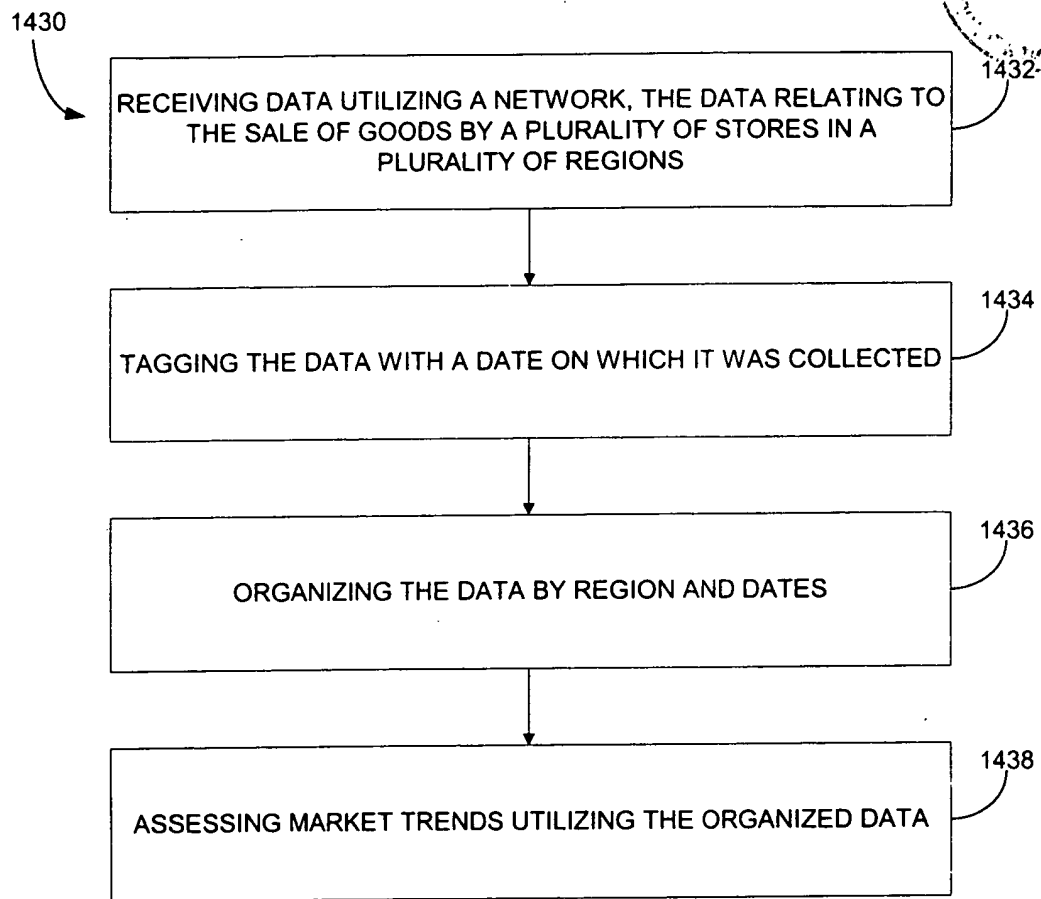 1430
1432
RECEIVING DATA UTILIZING A NETWORK, THE DATA RELATING TO
THE SALE OF GOODS BY A PLURALITY OF STORES IN A
PLURALITY OF REGIONS
1434
TAGGING THE DATA WITH A DATE ON WHICH IT WAS COLLECTED
1436
ORGANIZING THE DATA BY REGION AND DATES
1438
ASSESSING MARKET TRENDS UTILIZING THE ORGANIZED DATA